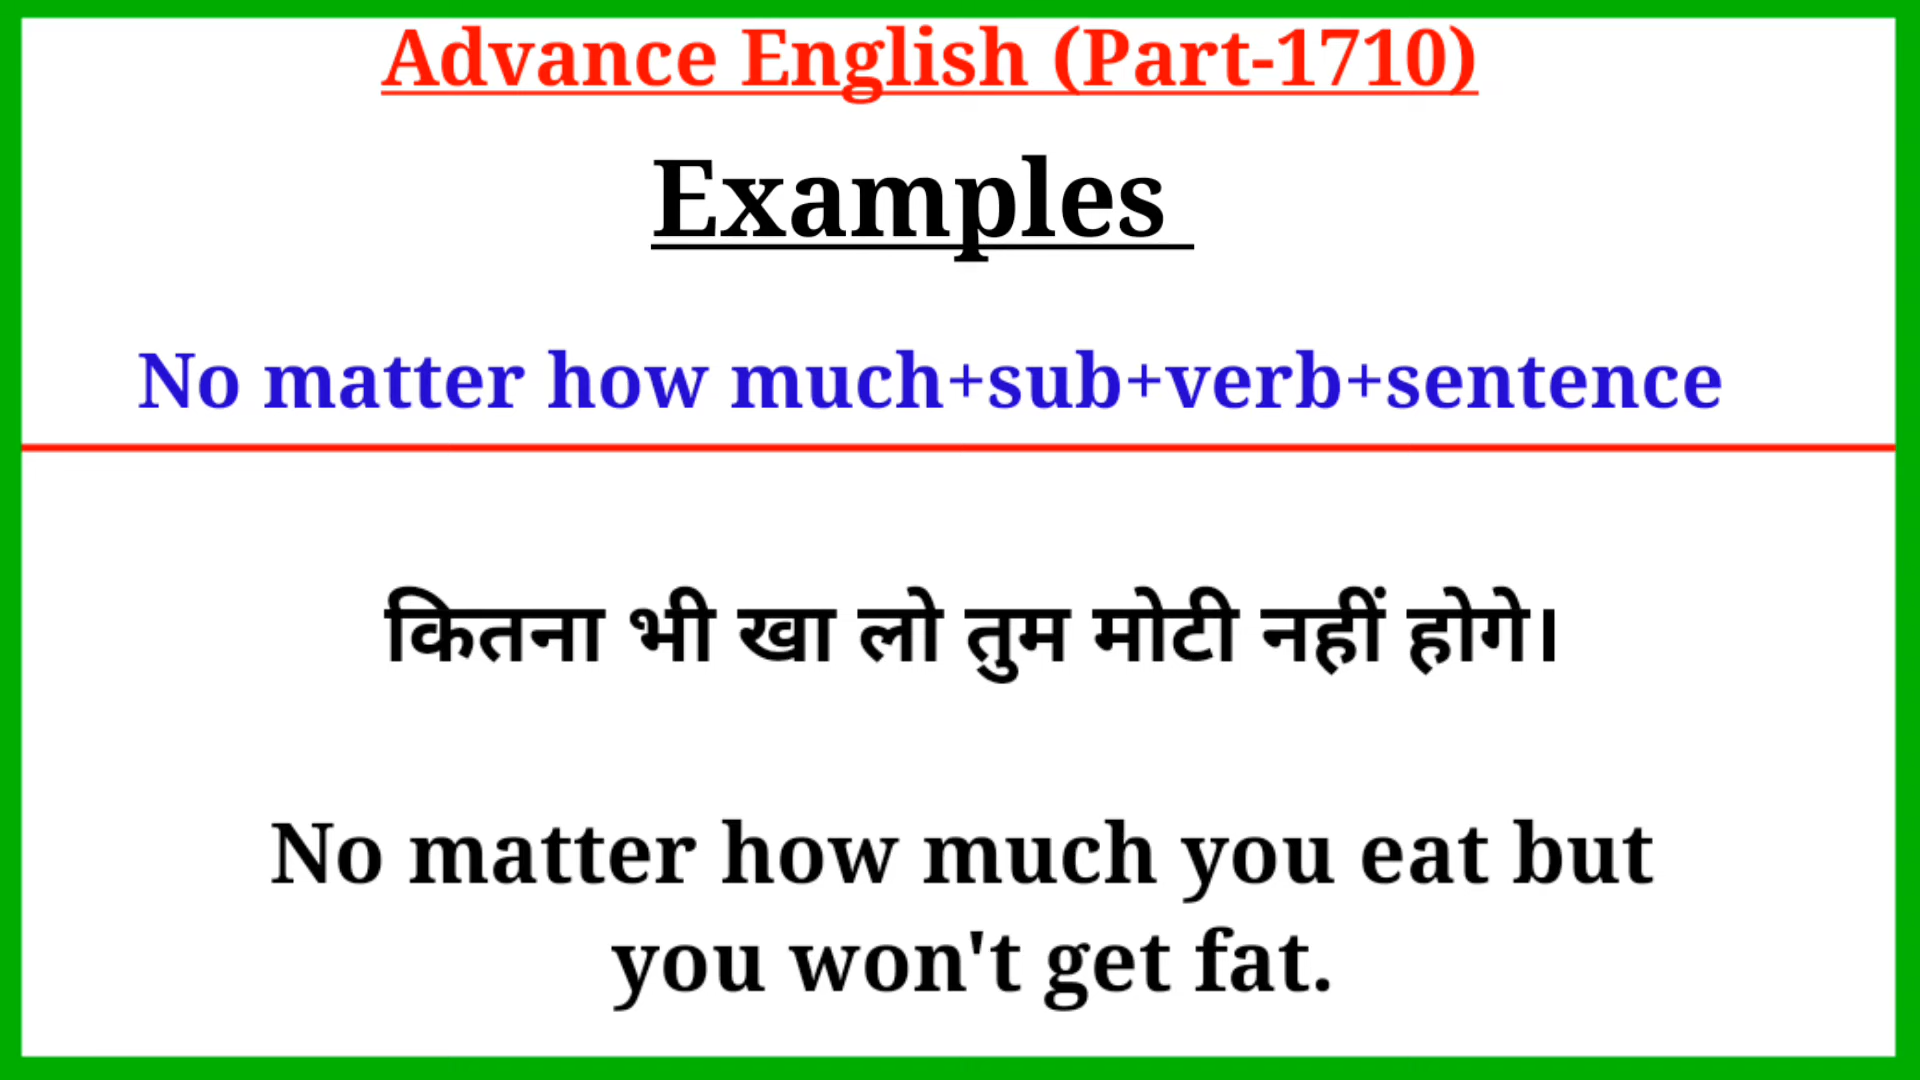 Advance English (Part-1710)
Examples
No matter how much+sub+verb+sentence
कितना भी खा लो तुम मोटी नहीं होगे।
No matter how much you eat but
you won't get fat.